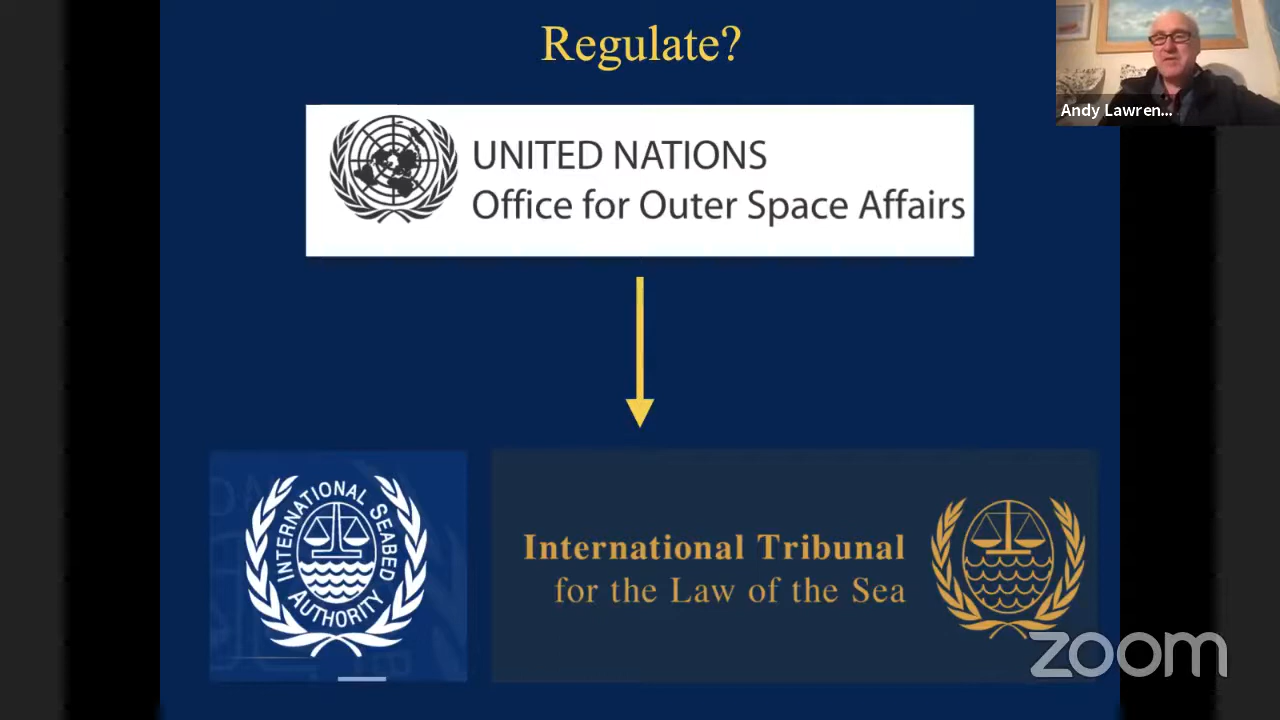 Regulate?
Andy Lawren...
UNITED NATIONS
Office for Outer Space Affairs
INTERNATIONAL SEABED
AUTHORITY
International Tribunal
for the Law of the Sea
zoom